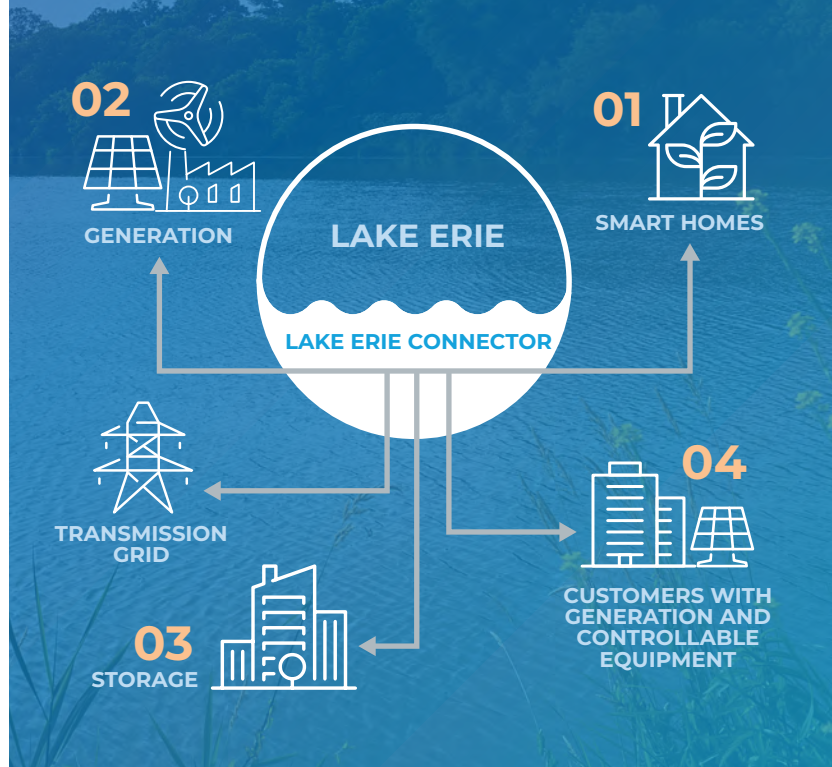 02
GENERATION
01
SMART HOMES
LAKE ERIE
LAKE ERIE CONNECTOR
TRANSMISSION
GRID
03
STORAGE
04
CUSTOMERS WITH
GENERATION AND
CONTROLLABLE
EQUIPMENT